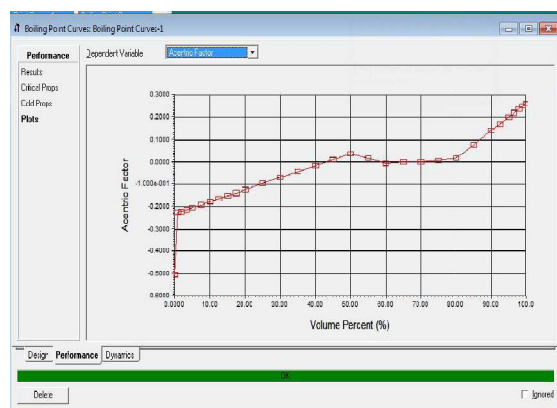 Boiling Point Curves: Boiling Point Curves-1
Performance
Dependent Variable
Acentric Factor
Results
Critical Props
Cold Props
Plots
0.3000
0.2000
0.1000
0.0000
-1.000e-001
-0.2000
-0.3000
-0.4000
-0.5000
-0.6000
Acentric Factor
0.0000 10.00 20.00 30.00 40.00 50.00 60.00 70.00 80.00 90.00 100.0
Volume Percent (%)
Design Performance Dynamics
OK
Delete
Ignored